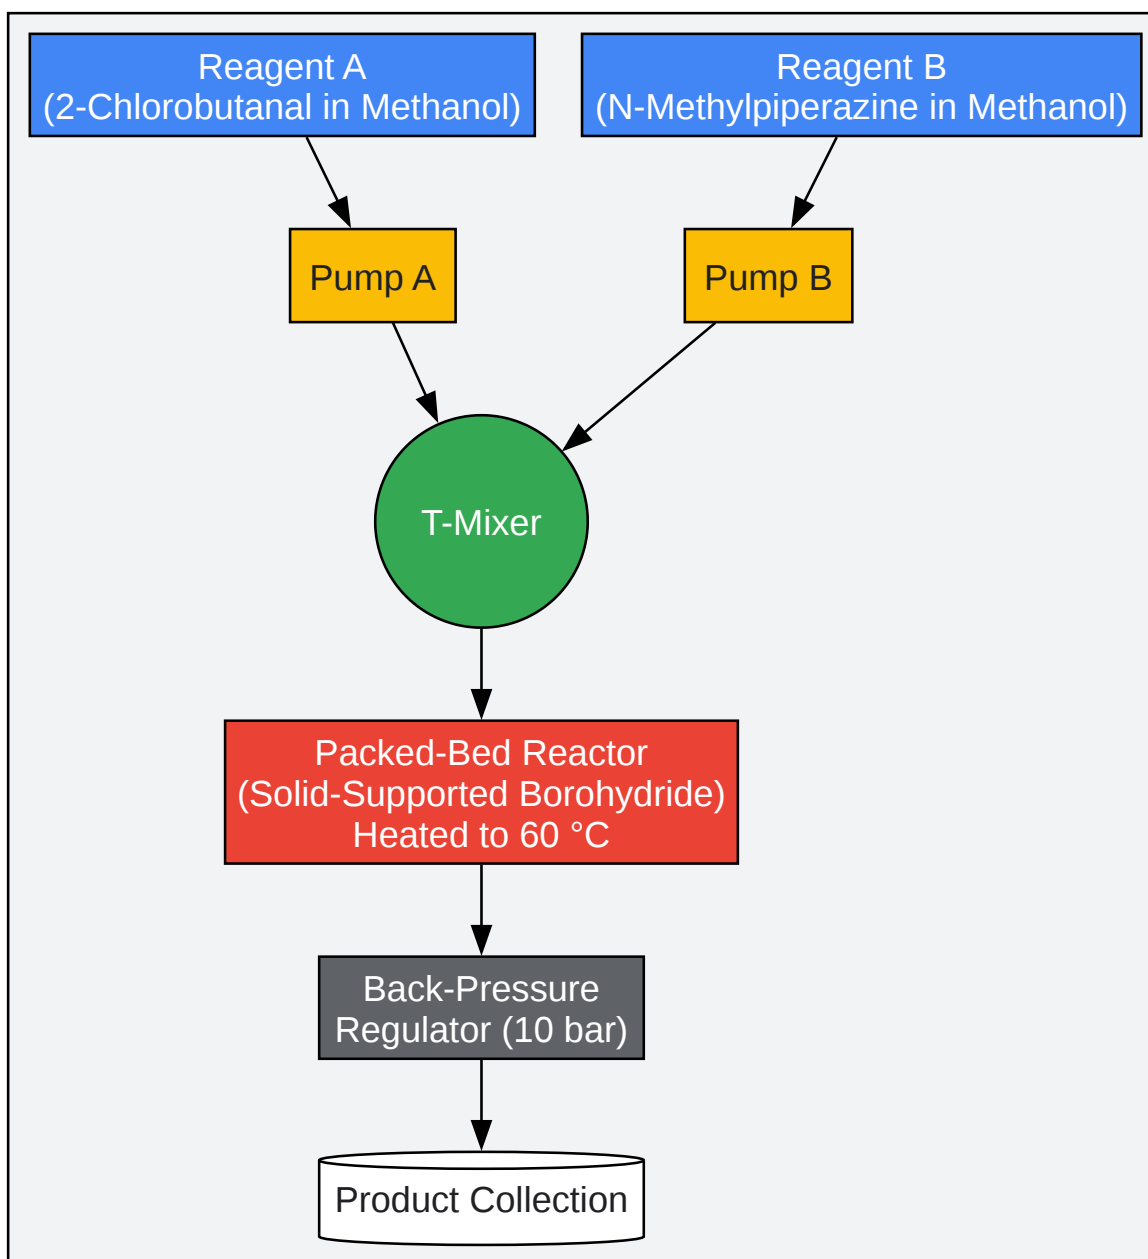 Reagent A
(2-Chlorobutanal in Methanol)
Reagent B
(N-Methylpiperazine in Methanol)
Pump A
Pump B
T-Mixer
Packed-Bed Reactor
(Solid-Supported Borohydride)
Heated to 60 °C
Back-Pressure
Regulator (10 bar)
Product Collection